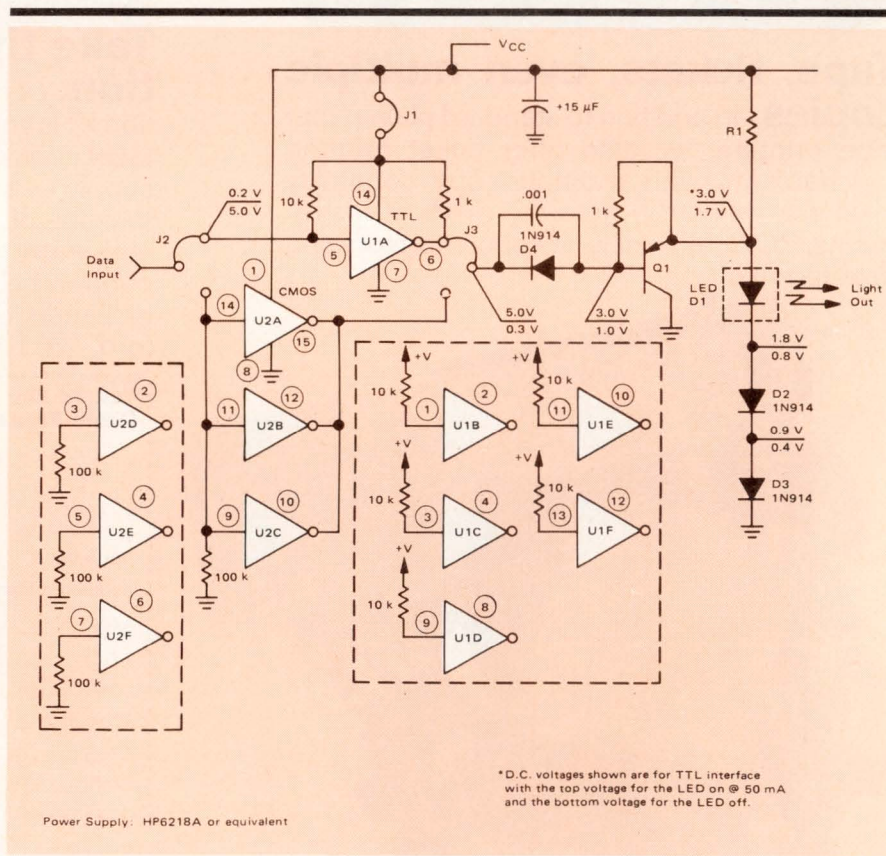 VCC
J1
+15 µF
R1
0.2 V
5.0 V
10 k
14
TTL
U1A
5
7
6
1 k
J3
.001
1N914
D4
1 k
Q1
*3.0 V
1.7 V
J2
Data
Input
LED
D1
Light
Out
1
CMOS
14
U2A
15
8
5.0V
0.3 V
3.0 V
1.0 V
1.8 V
0.8 V
D2
1N914
0.9 V
0.4 V
D3
1N914
11
12
U2B
9
10
U2C
100 k
3
2
U2D
100 k
5
4
U2E
100 k
7
6
U2F
100 k
+V
10 k
1
2
U1B
+V
10 k
11
10
U1E
+V
10 k
3
4
U1C
+V
10 k
13
12
U1F
+V
10 k
9
8
U1D
*D.C. voltages shown are for TTL interface
with the top voltage for the LED on @ 50 mA
and the bottom voltage for the LED off.
Power Supply: HP6218A or equivalent